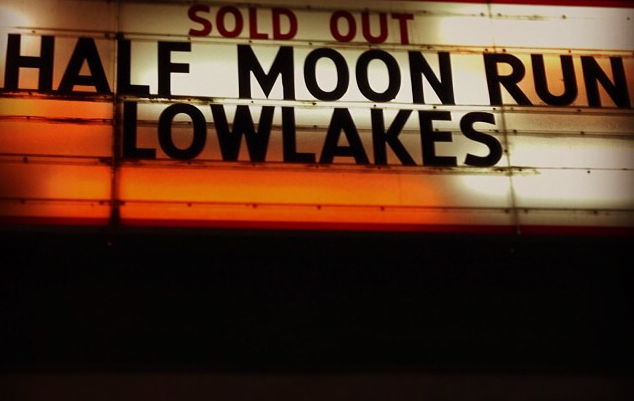 SOLD OUT
HALF MOON RUN
LOWLAKES